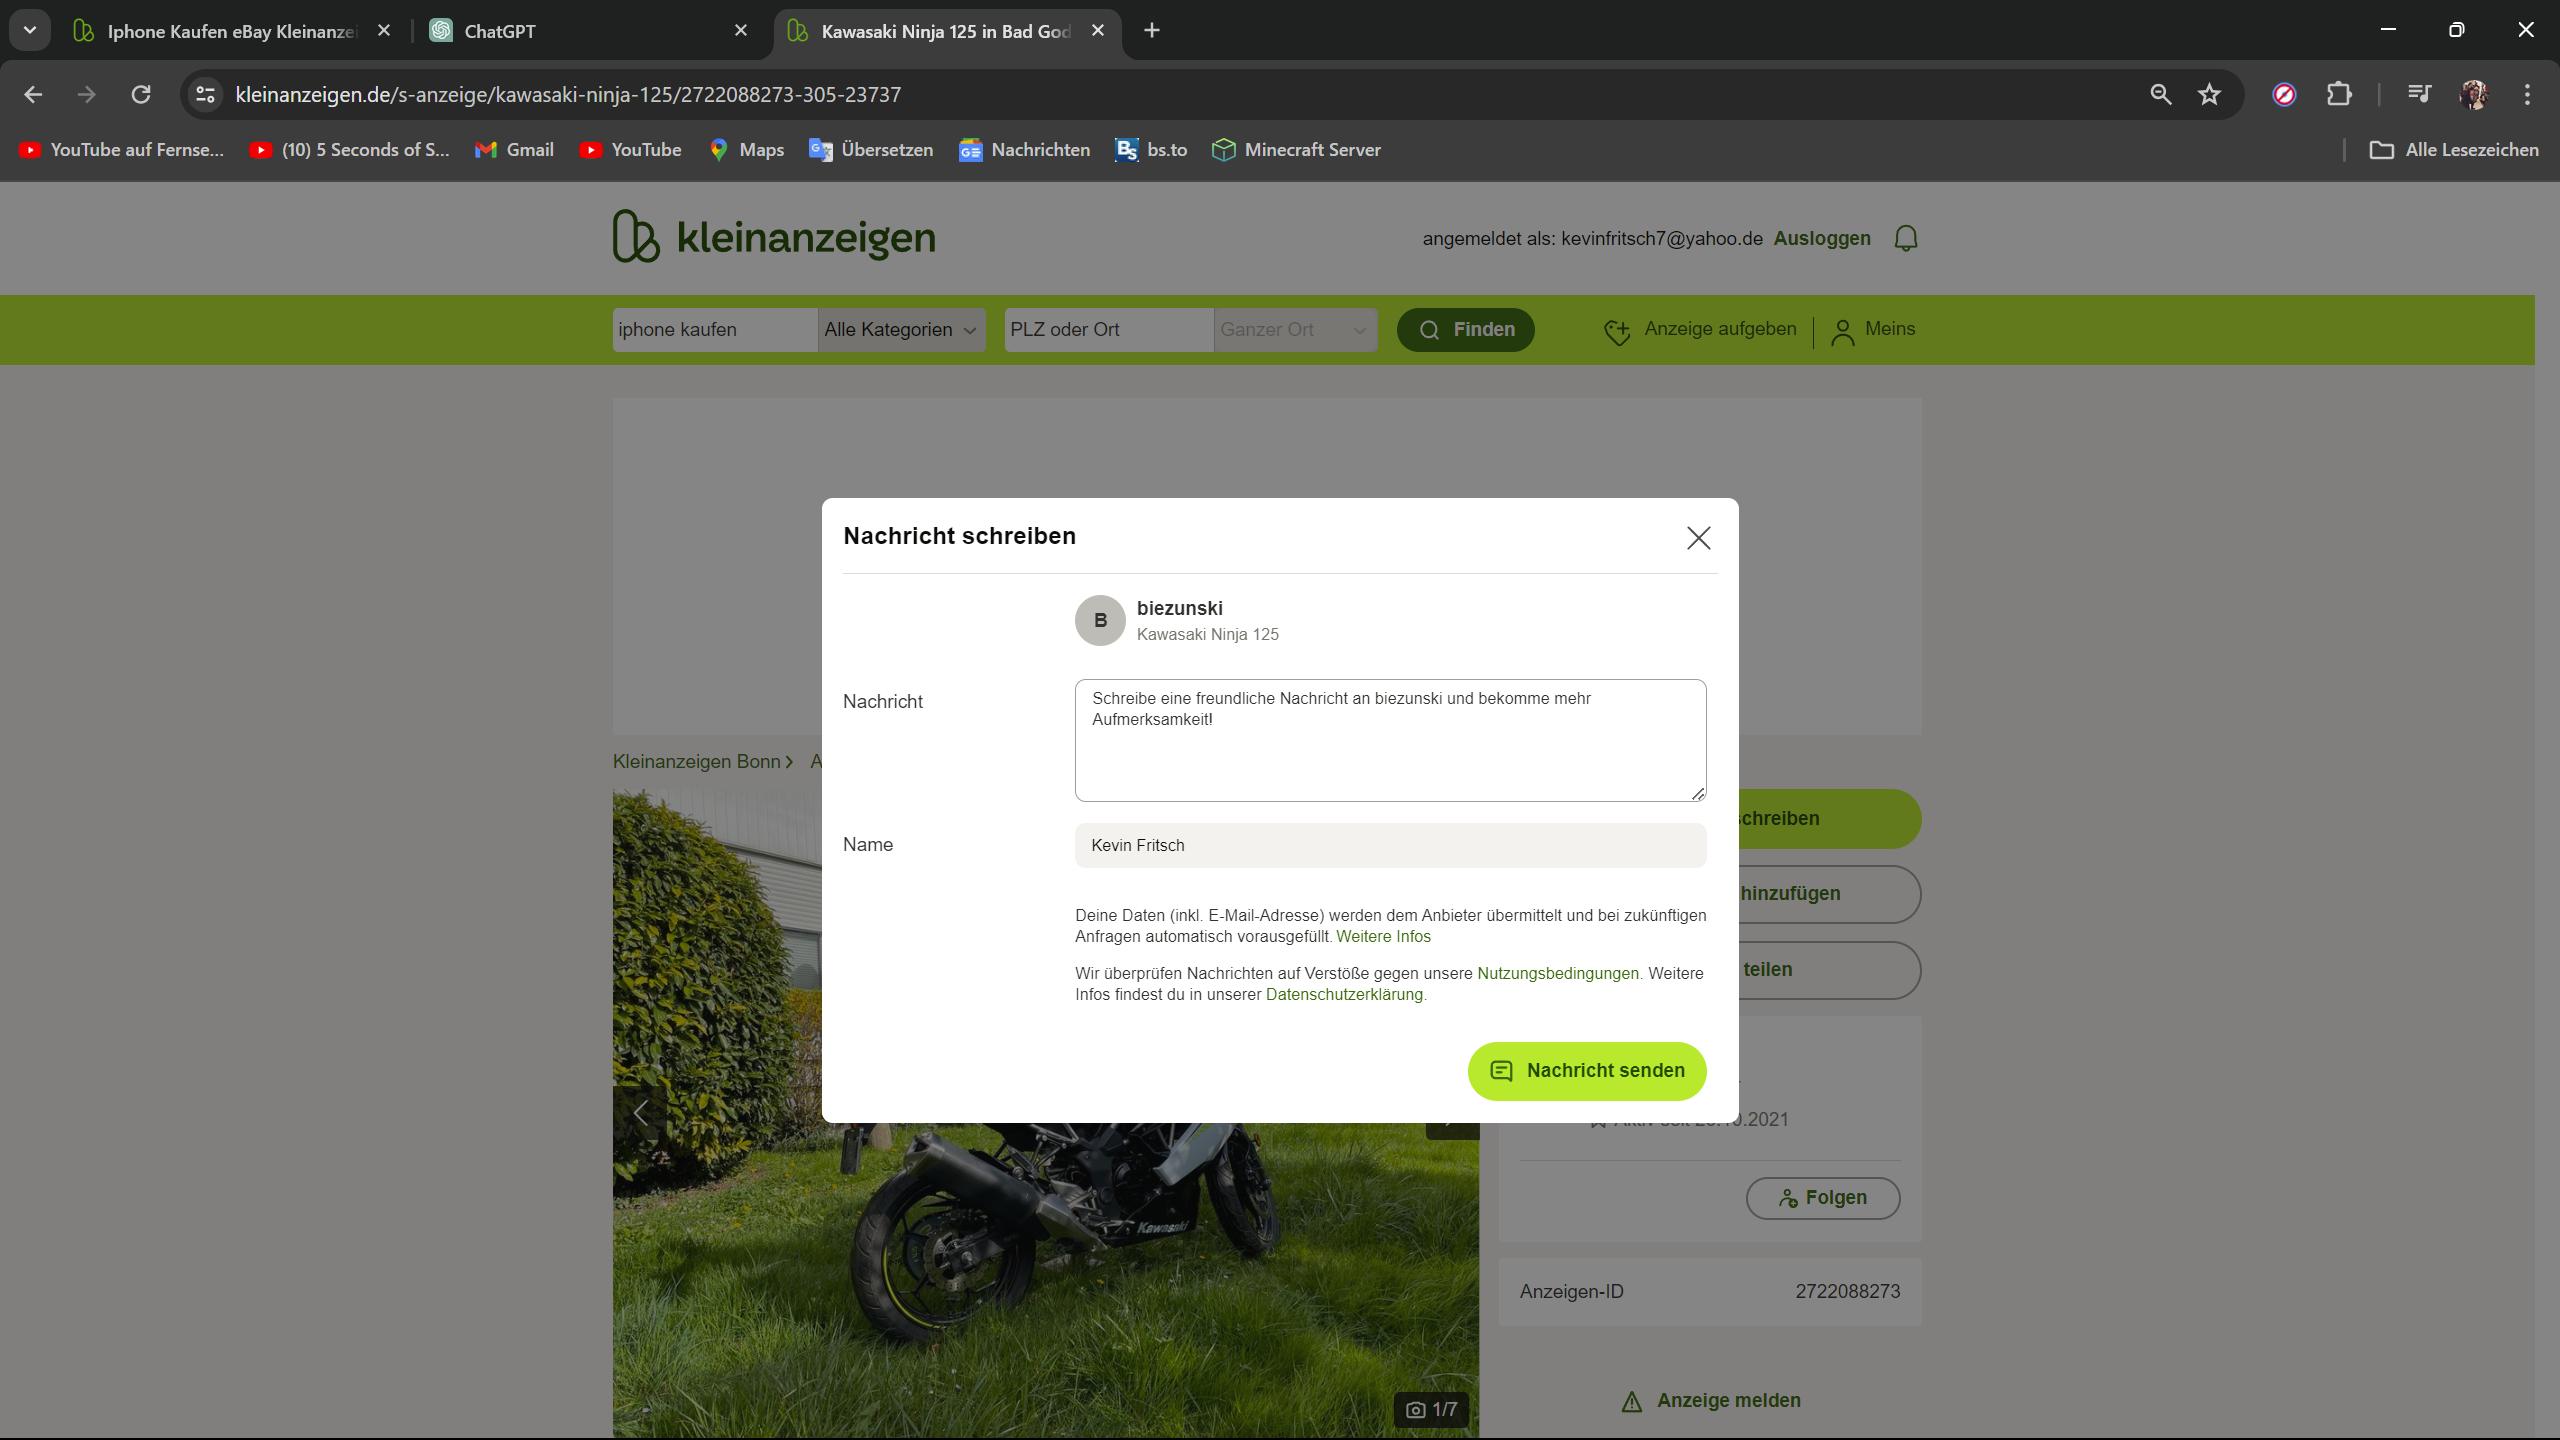 Iphone Kaufen eBay Kleinanzei
ChatGPT
Kawasaki Ninja 125 in Bad God
kleinanzeigen.de/s-anzeige/kawasaki-ninja-125/2722088273-305-23737
YouTube auf Fernse...
(10) 5 Seconds of S...
Gmail
YouTube
Maps
Übersetzen
Nachrichten
bs.to
Minecraft Server
Alle Lesezeichen
kleinanzeigen
angemeldet als: kevinfritsch7@yahoo.de Ausloggen
iphone kaufen
Alle Kategorien
PLZ oder Ort
Ganzer Ort
Finden
Anzeige aufgeben
Meins
Nachricht schreiben
B
biezunski
Kawasaki Ninja 125
Nachricht
Schreibe eine freundliche Nachricht an biezunski und bekomme mehr
Aufmerksamkeit!
Name
Kevin Fritsch
Deine Daten (inkl. E-Mail-Adresse) werden dem Anbieter übermittelt und bei zukünftigen
Anfragen automatisch vorausgefüllt. Weitere Infos
Wir überprüfen Nachrichten auf Verstöße gegen unsere Nutzungsbedingungen. Weitere
Infos findest du in unserer Datenschutzerklärung.
Nachricht senden
Kleinanzeigen Bonn
schreiben
hinzufügen
teilen
.10.2021
Folgen
Kawasaki
Anzeigen-ID
2722088273
1/7
Anzeige melden